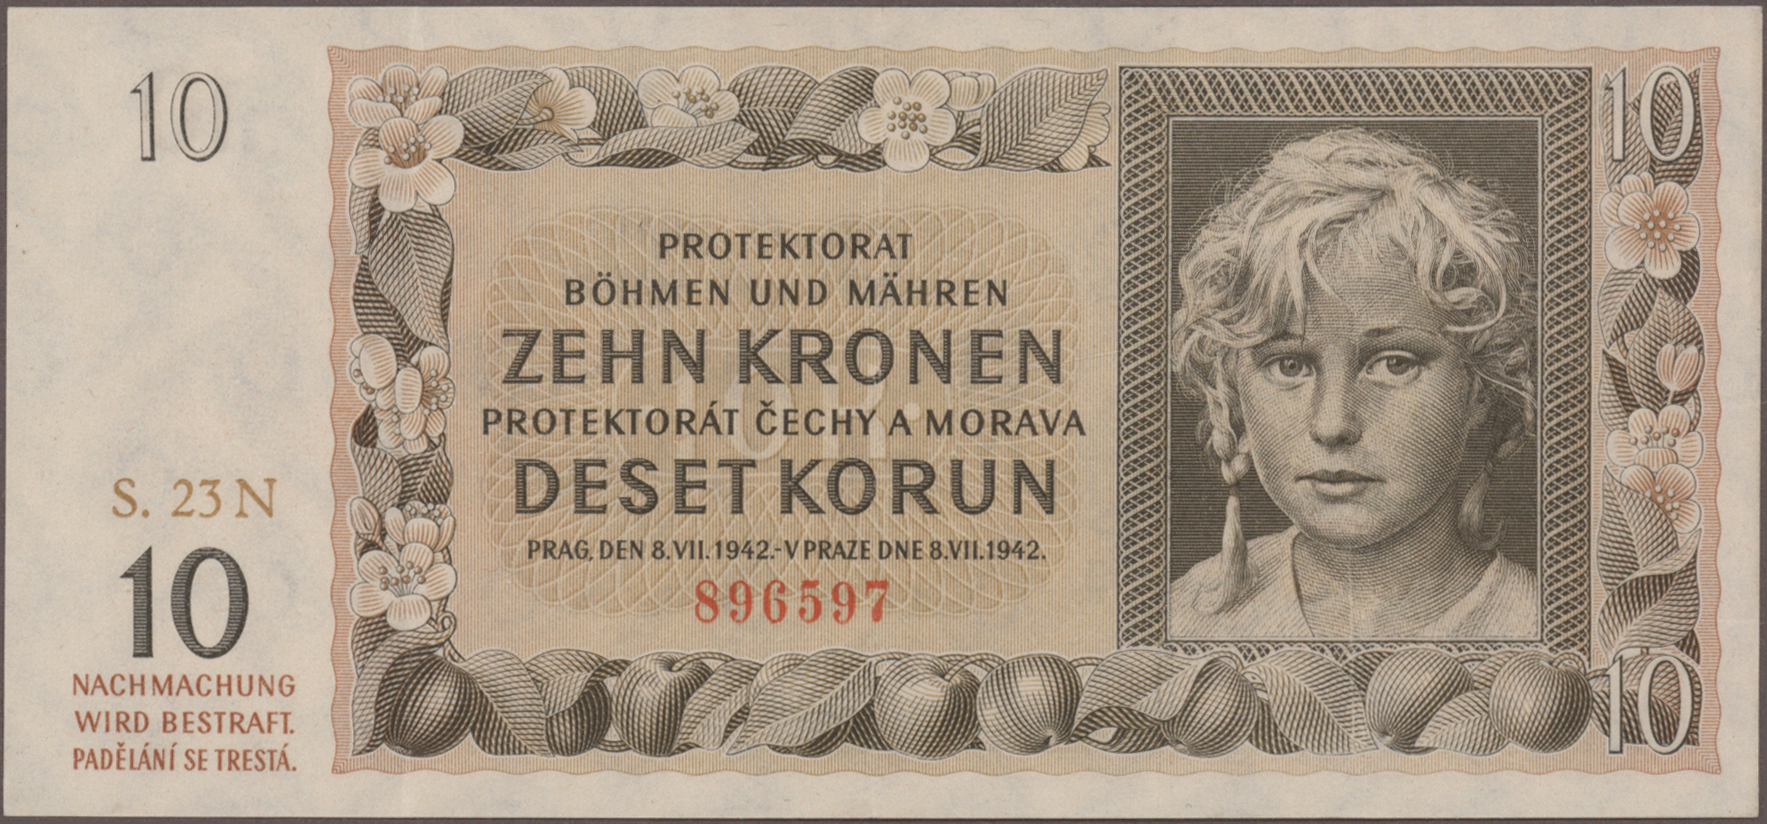 10
10
PROTEKTORAT
BÖHMEN UND MÄHREN
ZEHN KRONEN
PROTEKTORÁT ČECHY A MORAVA
DESET KORUN
PRAG, DEN 8.VII.1942.-V PRAZE DNE 8.VII.1942.
896597
S. 23 N
10
NACHMACHUNG
WIRD BESTRAFT.
PADĚLÁNÍ SE TRESTÁ.
10